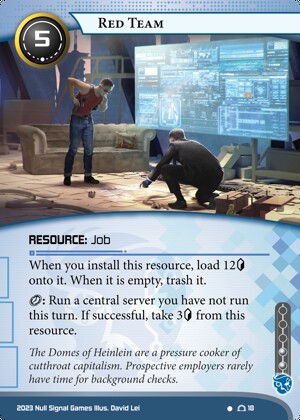 5
RED TEAM
RESOURCE: Job
When you install this resource, load 12
onto it. When it is empty, trash it.
: Run a central server you have not run
this turn. If successful, take 3 from this
resource.
The Domes of Heinlein are a pressure cooker of
cutthroat capitalism. Prospective employers rarely
have time for background checks.
2023 Null Signal Games Illus. David Lei
10